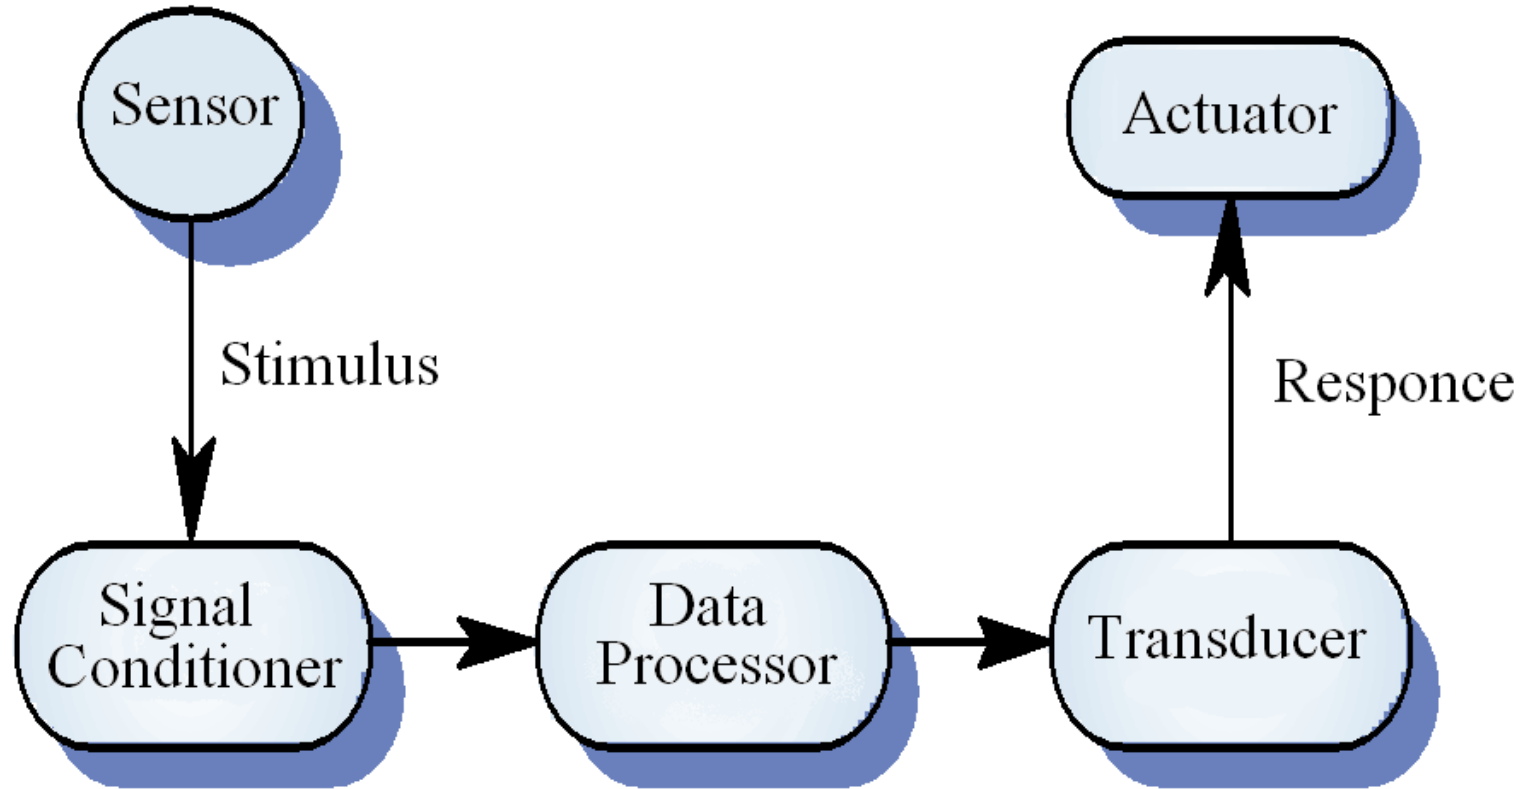 Sensor
Actuator
Stimulus
Responce
Signal
Conditioner
Data
Processor
Transducer